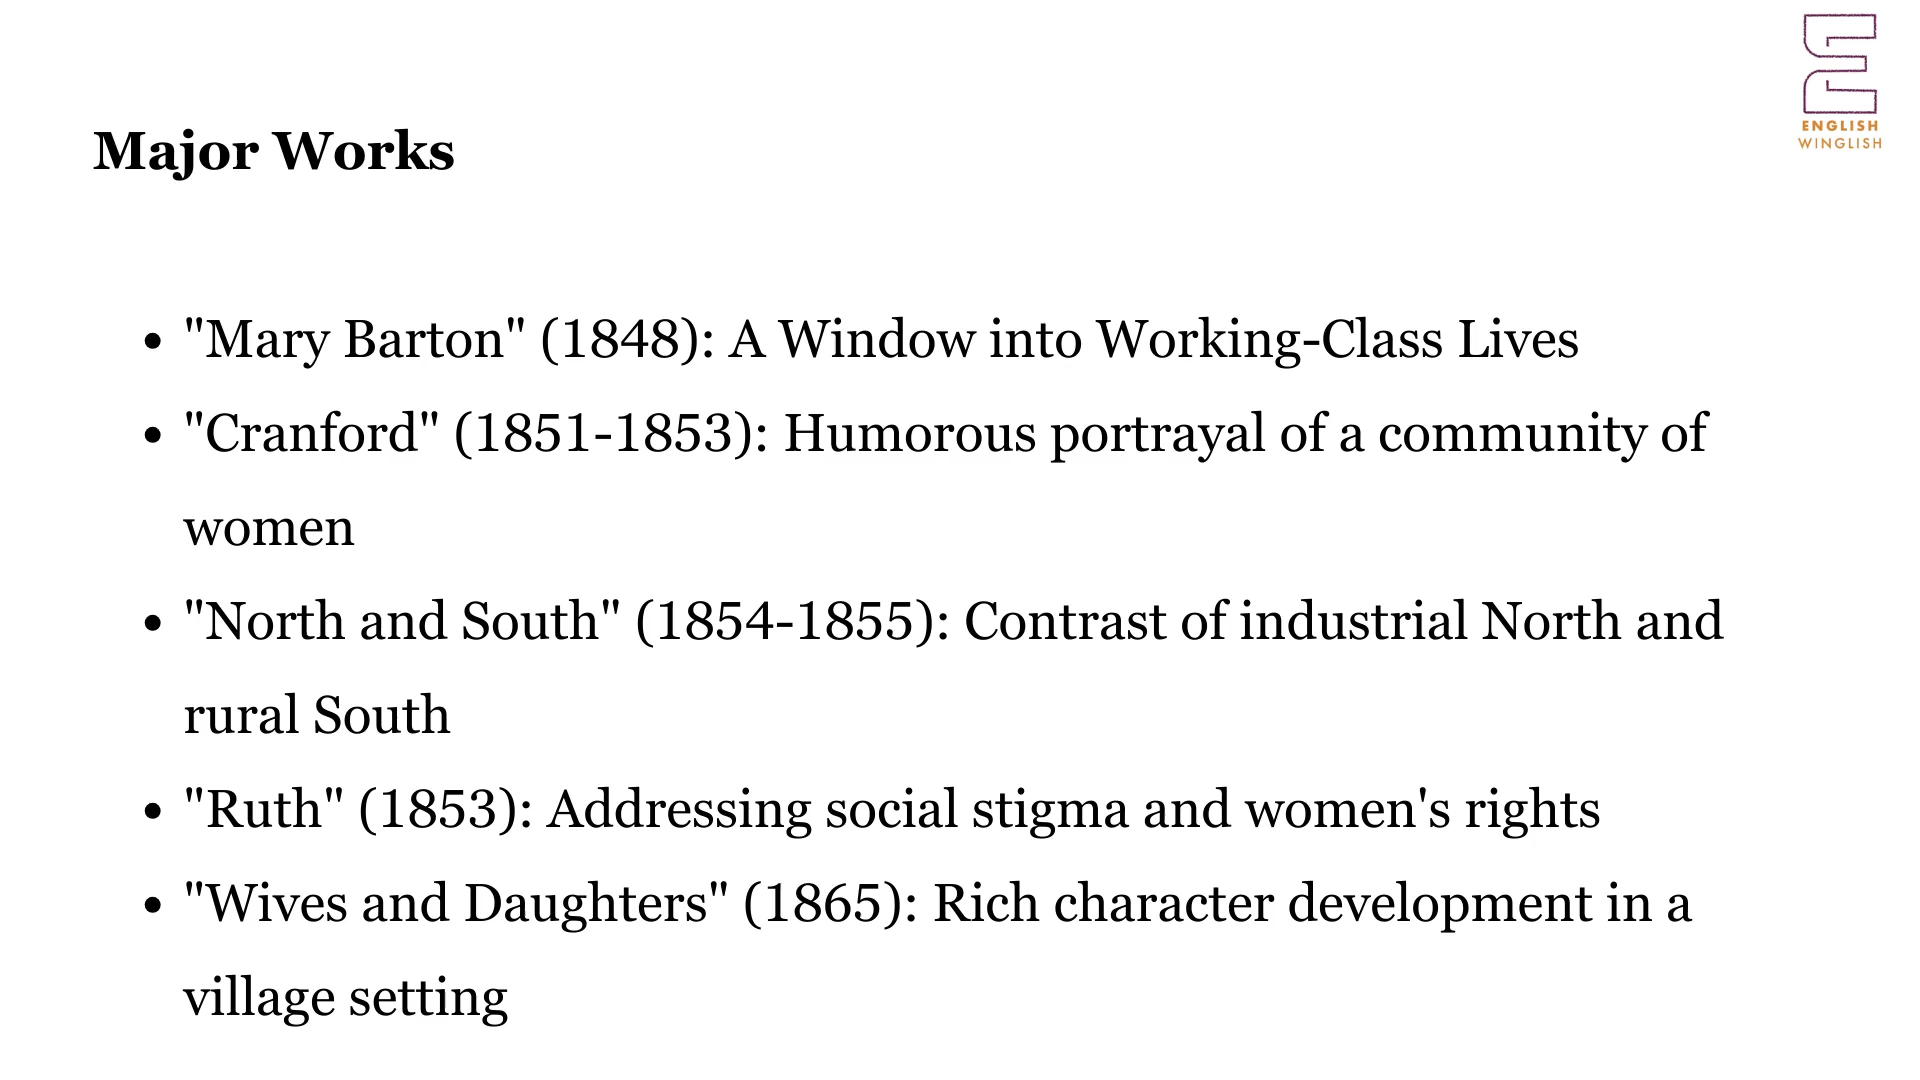 ENGLISH
WINGLISH
Major Works
• "Mary Barton" (1848): A Window into Working-Class Lives
• "Cranford" (1851-1853): Humorous portrayal of a community of
women
• "North and South" (1854-1855): Contrast of industrial North and
rural South
• "Ruth" (1853): Addressing social stigma and women's rights
• "Wives and Daughters" (1865): Rich character development in a
village setting